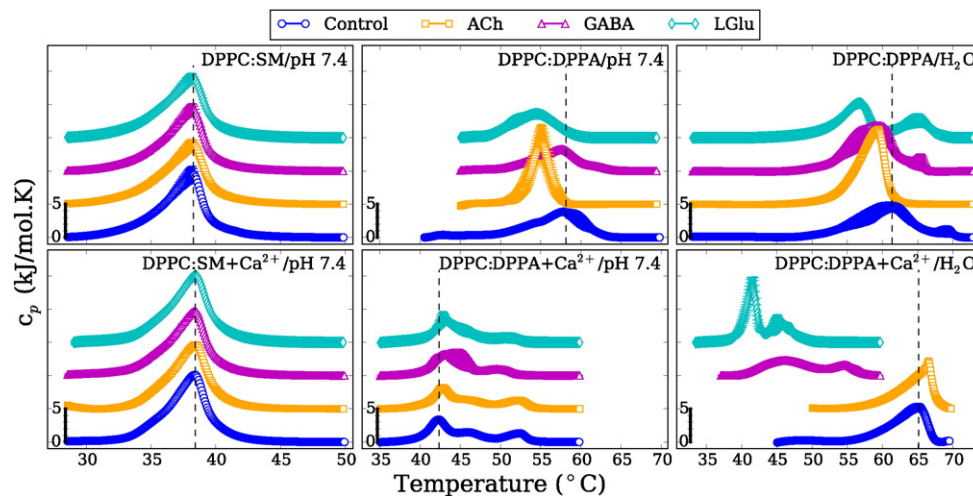 Control ACh GABA LGlu
DPPC:SM/pH 7.4
DPPC:DPPA/pH 7.4
DPPC:DPPA/H₂O
5
0
5
0
5
0
DPPC:SM+Ca²⁺/pH 7.4
DPPC:DPPA+Ca²⁺/pH 7.4
DPPC:DPPA+Ca²⁺/H₂O
5
0
5
0
5
0
30 35 40 45 50
35 40 45 50 55 60 65 70
35 40 45 50 55 60 65 70
cₚ (kJ/mol.K)
Temperature (°C)